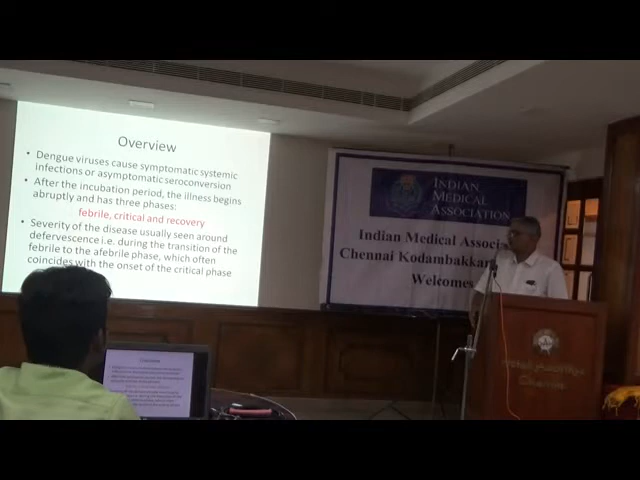 Overview
• Dengue viruses cause symptomatic systemic
infections or asymptomatic seroconversion
• After the incubation period, the illness begins
abruptly and has three phases:
febrile, critical and recovery
• Severity of the disease usually seen around
defervescence i.e. during the transition of the
febrile to the afebrile phase, which often
coincides with the onset of the critical phase
INDIAN
MEDICAL
ASSOCIATION
Indian Medical Associa
Chennai Kodambakkam
Welcomes
Overview
Chennai